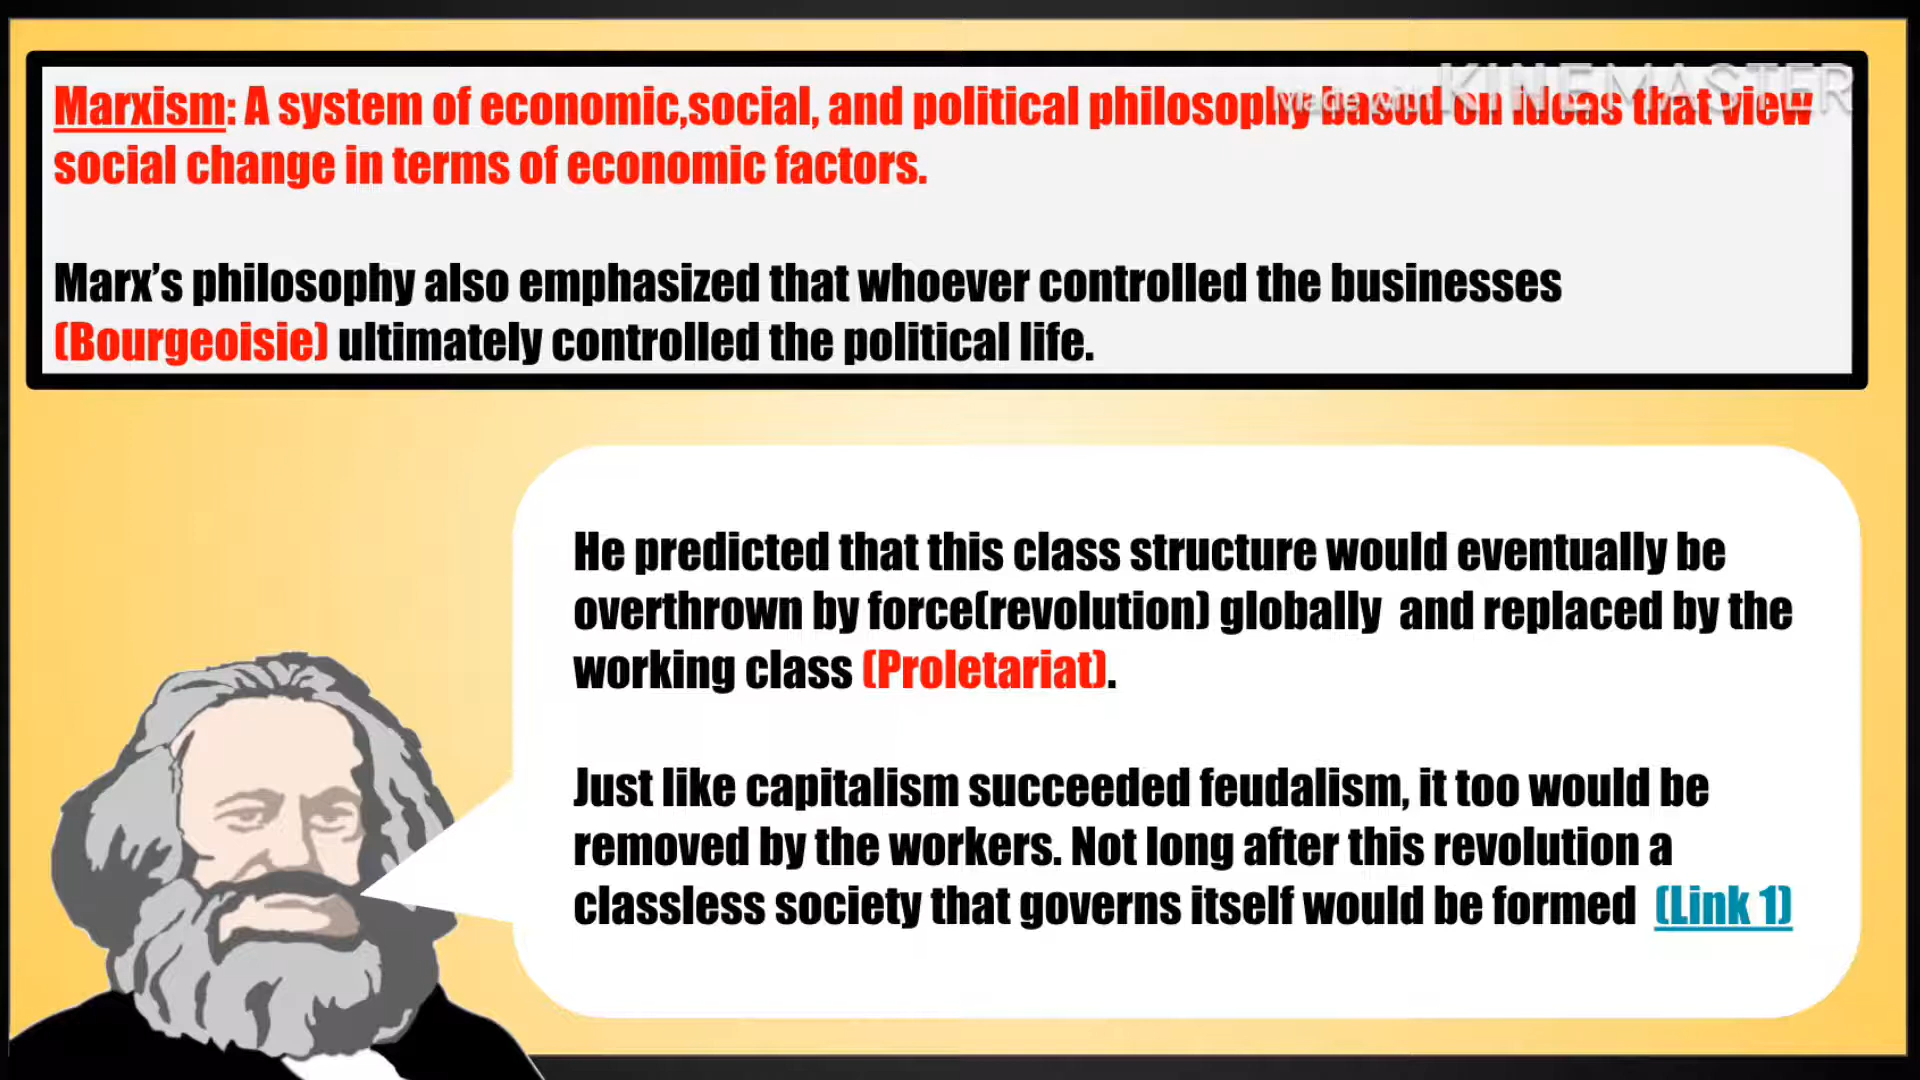 Made with KINEMASTER
Marxism: A system of economic,social, and political philosophy based on ideas that view
social change in terms of economic factors.
Marx's philosophy also emphasized that whoever controlled the businesses
(Bourgeoisie) ultimately controlled the political life.
He predicted that this class structure would eventually be
overthrown by force(revolution) globally and replaced by the
working class (Proletariat).
Just like capitalism succeeded feudalism, it too would be
removed by the workers. Not long after this revolution a
classless society that governs itself would be formed (Link 1)